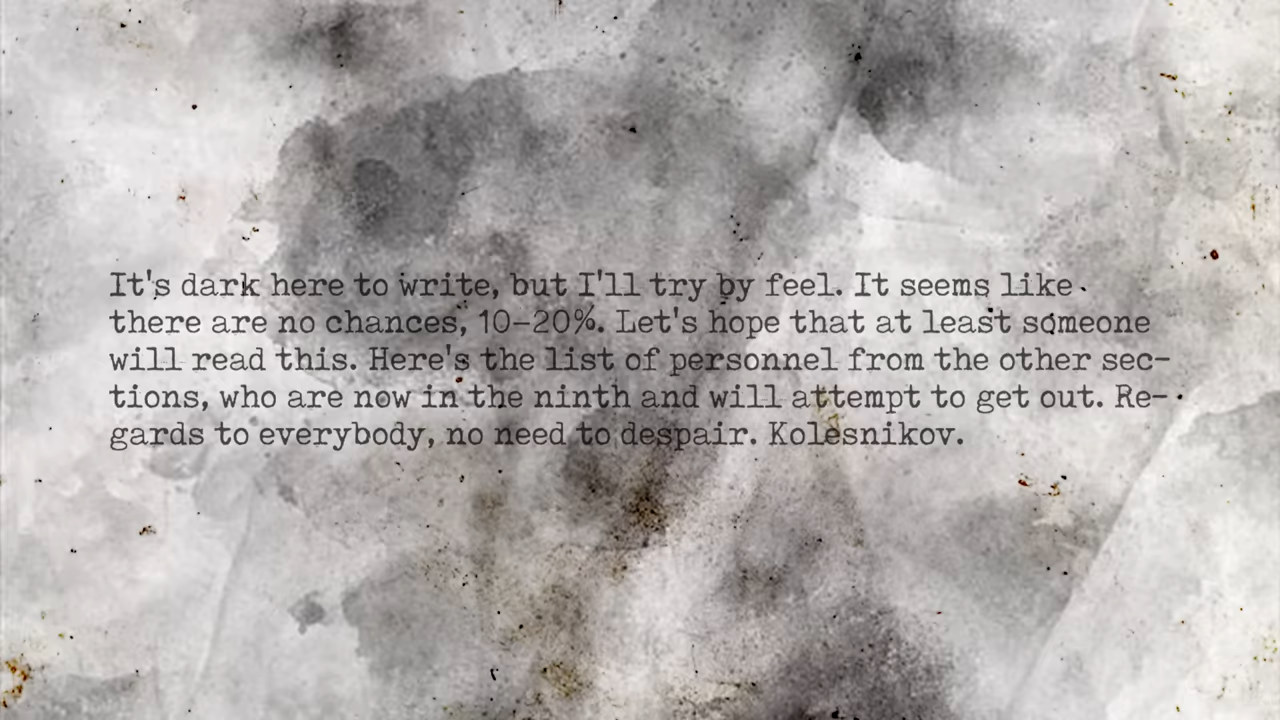 It's dark here to write, but I'll try by feel. It seems like
there are no chances, 10-20%. Let's hope that at least someone
will read this. Here's the list of personnel from the other sec-
tions, who are now in the ninth and will attempt to get out. Re-
gards to everybody, no need to despair. Kolesnikov.